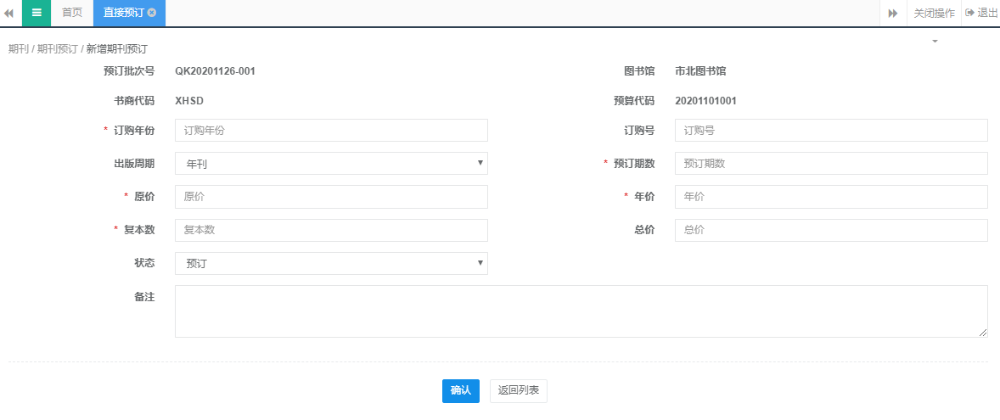 首页 直接预订 关闭操作 退出
期刊 / 期刊预订 / 新增期刊预订
预订批次号 QK20201126-001 图书馆 市北图书馆
书商代码 XHSD 预算代码 20201101001
* 订购年份 订购年份 订购号 订购号
出版周期 年刊 * 预订期数 预订期数
* 原价 原价 * 年价 年价
* 复本数 复本数 总价 总价
状态 预订
备注
确认 返回列表